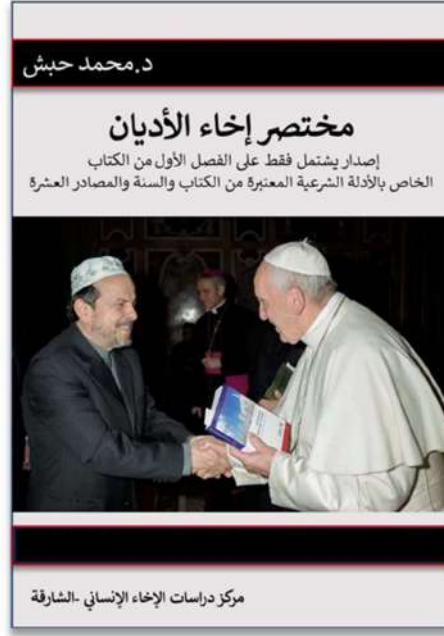 د.محمد حبش
مختصر إخاء الأديان
إصدار يشتمل فقط على الفصل الأول من الكتاب
الخاص بالأدلة الشرعية المعتبرة من الكتاب والسنة والمصادر العشرة
مركز دراسات الإخاء الإنساني -الشارقة